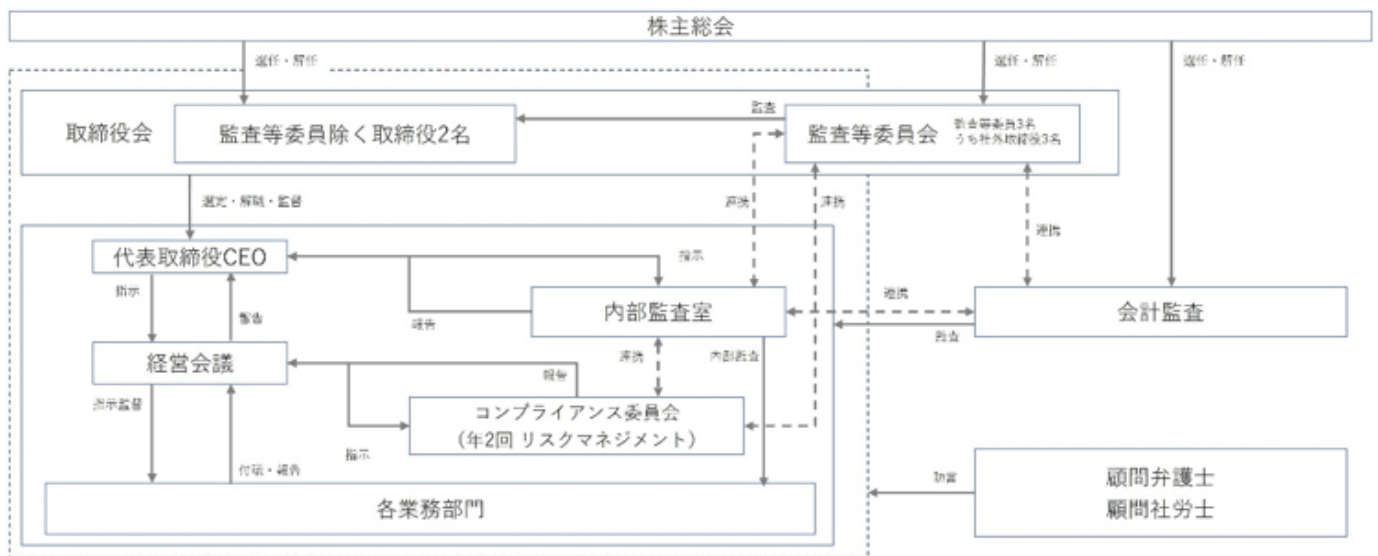 株主総会
選任・解任
選任・解任
選任・解任
取締役会
監査等委員除く取締役2名
監査
監査等委員会
監査等委員3名
うち社外取締役3名
選定・解職・監督
連携
連携
連携
代表取締役CEO
指示
指示
報告
報告
内部監査室
連携
会計監査
監査
経営会議
連携
内部監査
報告
指示監督
コンプライアンス委員会
(年2回 リスクマネジメント)
指示
付議・報告
各業務部門
助言
顧問弁護士
顧問社労士